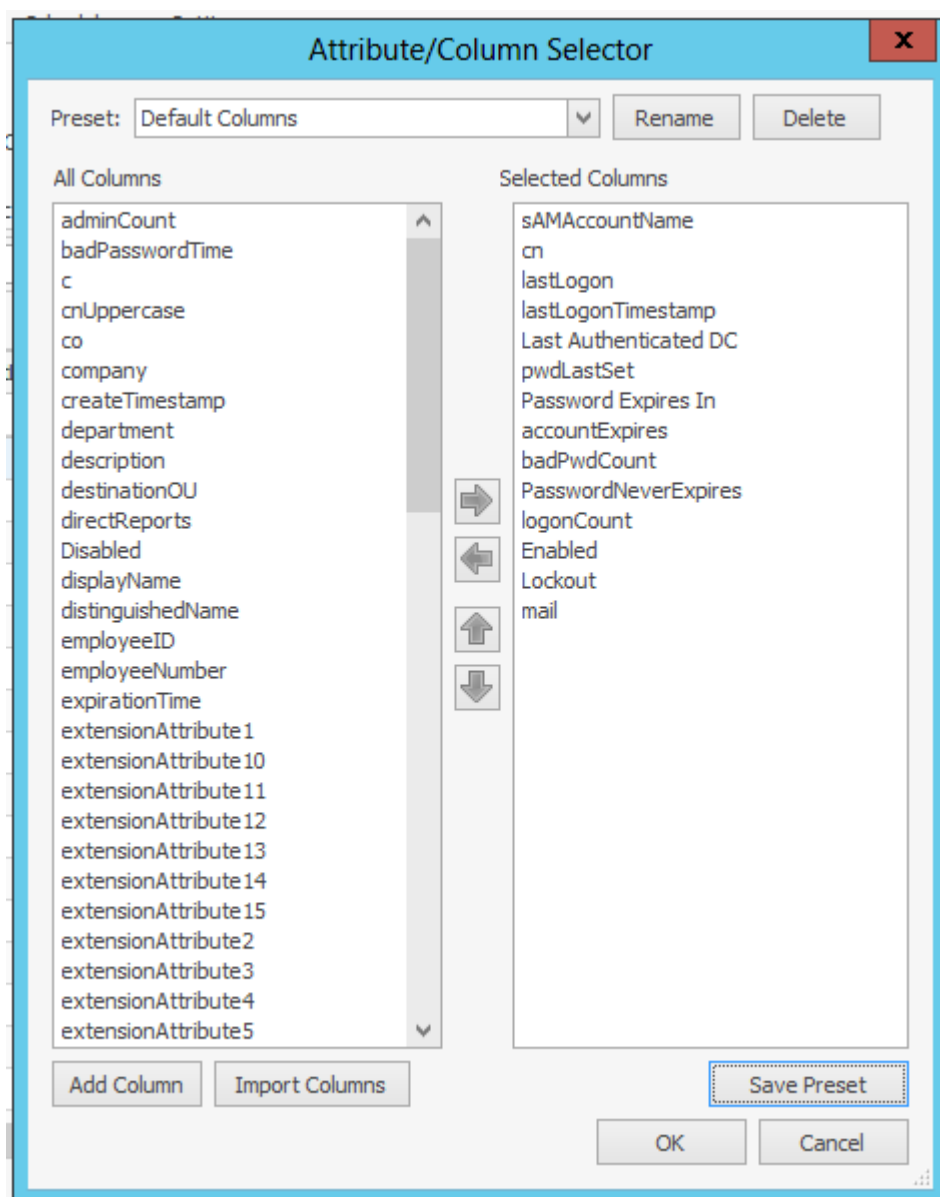 Attribute/Column Selector
x
Preset: Default Columns Rename Delete
All Columns
adminCount
badPasswordTime
c
cnUppercase
co
company
createTimestamp
department
description
destinationOU
directReports
Disabled
displayName
distinguishedName
employeeID
employeeNumber
expirationTime
extensionAttribute1
extensionAttribute10
extensionAttribute11
extensionAttribute12
extensionAttribute13
extensionAttribute14
extensionAttribute15
extensionAttribute2
extensionAttribute3
extensionAttribute4
extensionAttribute5
Selected Columns
sAMAccountName
cn
lastLogon
lastLogonTimestamp
Last Authenticated DC
pwdLastSet
Password Expires In
accountExpires
badPwdCount
PasswordNeverExpires
logonCount
Enabled
Lockout
mail
Add Column Import Columns Save Preset
OK Cancel